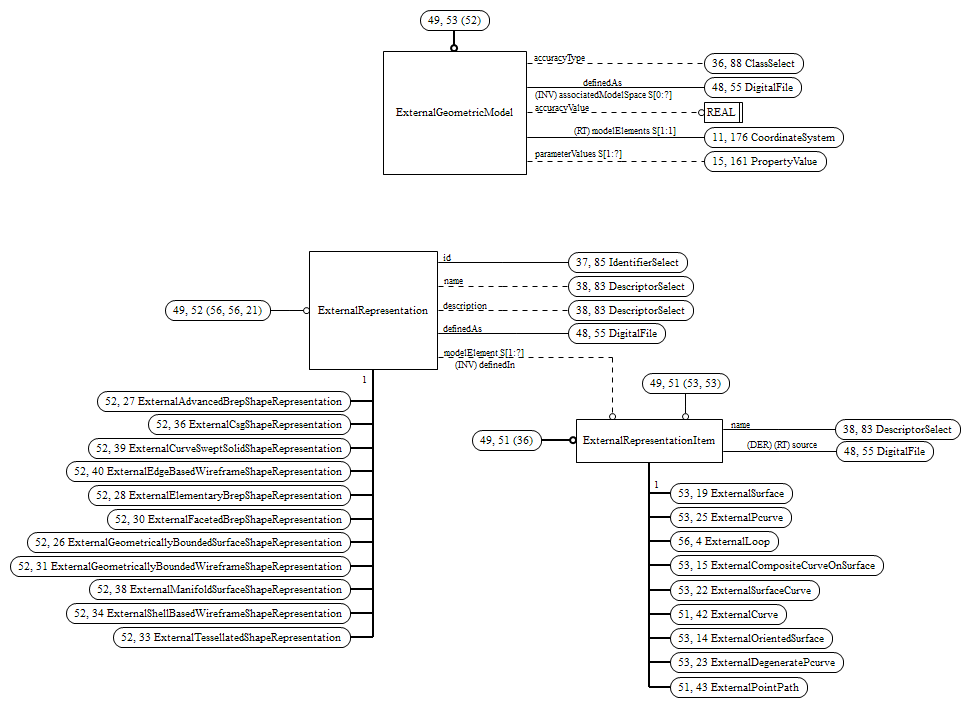 49, 53 (52)
ExternalGeometricModel
accuracyType
36, 88 ClassSelect
definedAs
48, 55 DigitalFile
(INV) associatedModelSpace S[0:?]
accuracyValue
REAL
(RT) modelElements S[1:1]
11, 176 CoordinateSystem
parameterValues S[1:?]
15, 161 PropertyValue
49, 52 (56, 56, 21)
ExternalRepresentation
id
37, 85 IdentifierSelect
name
38, 83 DescriptorSelect
description
38, 83 DescriptorSelect
definedAs
48, 55 DigitalFile
modelElement S[1:?]
(INV) definedIn
1
52, 27 ExternalAdvancedBrepShapeRepresentation
52, 36 ExternalCsgShapeRepresentation
52, 39 ExternalCurveSweptSolidShapeRepresentation
52, 40 ExternalEdgeBasedWireframeShapeRepresentation
52, 28 ExternalElementaryBrepShapeRepresentation
52, 30 ExternalFacetedBrepShapeRepresentation
52, 26 ExternalGeometricallyBoundedSurfaceShapeRepresentation
52, 31 ExternalGeometricallyBoundedWireframeShapeRepresentation
52, 38 ExternalManifoldSurfaceShapeRepresentation
52, 34 ExternalShellBasedWireframeShapeRepresentation
52, 33 ExternalTessellatedShapeRepresentation
49, 51 (53, 53)
49, 51 (36)
ExternalRepresentationItem
name
38, 83 DescriptorSelect
(DER) (RT) source
48, 55 DigitalFile
1
53, 19 ExternalSurface
53, 25 ExternalPcurve
56, 4 ExternalLoop
53, 15 ExternalCompositeCurveOnSurface
53, 22 ExternalSurfaceCurve
51, 42 ExternalCurve
53, 14 ExternalOrientedSurface
53, 23 ExternalDegeneratePcurve
51, 43 ExternalPointPath